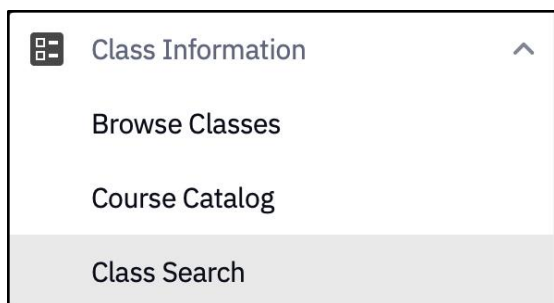 Class Information
Browse Classes
Course Catalog
Class Search